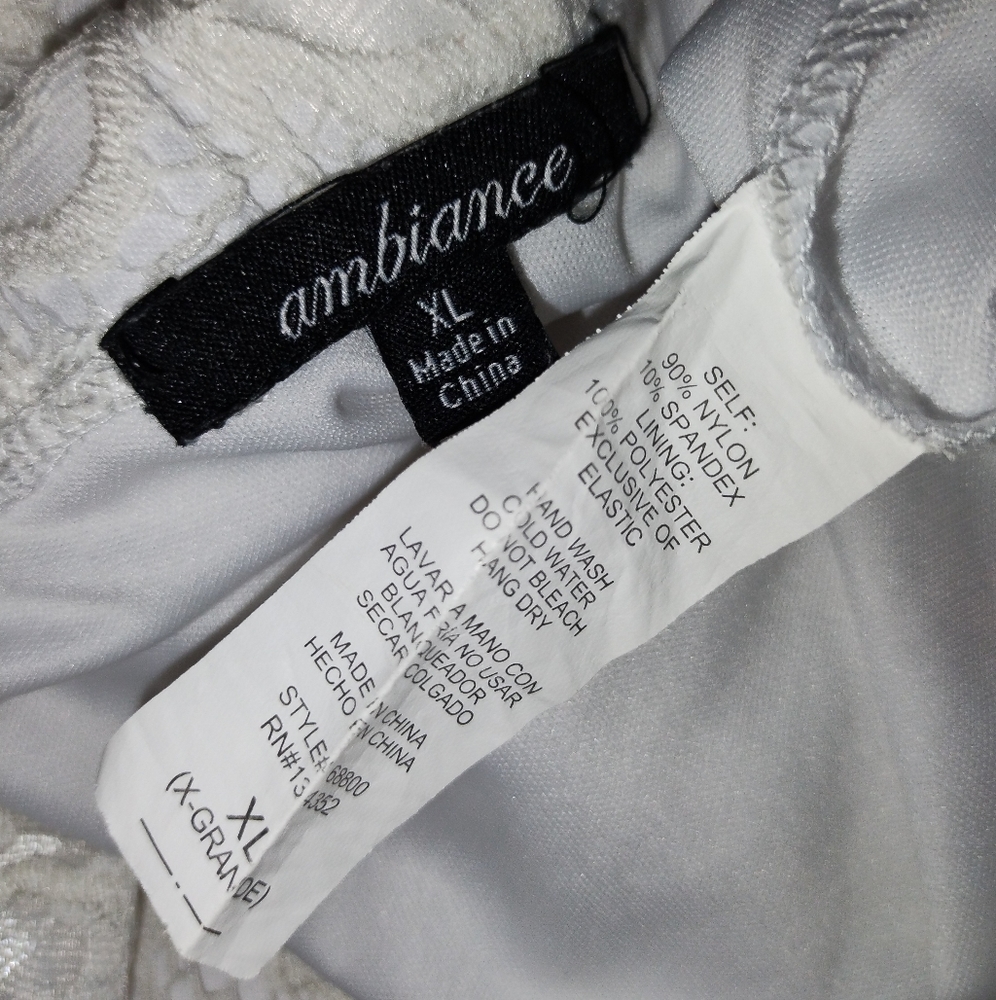 ambiance
XL
Made in
China
SELF:
90% NYLON
10% SPANDEX
LINING:
100% POLYESTER
EXCLUSIVE OF
ELASTIC
HAND WASH
COLD WATER
DO NOT BLEACH
HANG DRY
LAVAR A MANO CON
AGUA FRIA NO USAR
BLANQUEADOR
SECAR COLGADO
MADE IN CHINA
HECHO EN CHINA
STYLE# 68800
RN#134352
XL
(X-GRANDE)